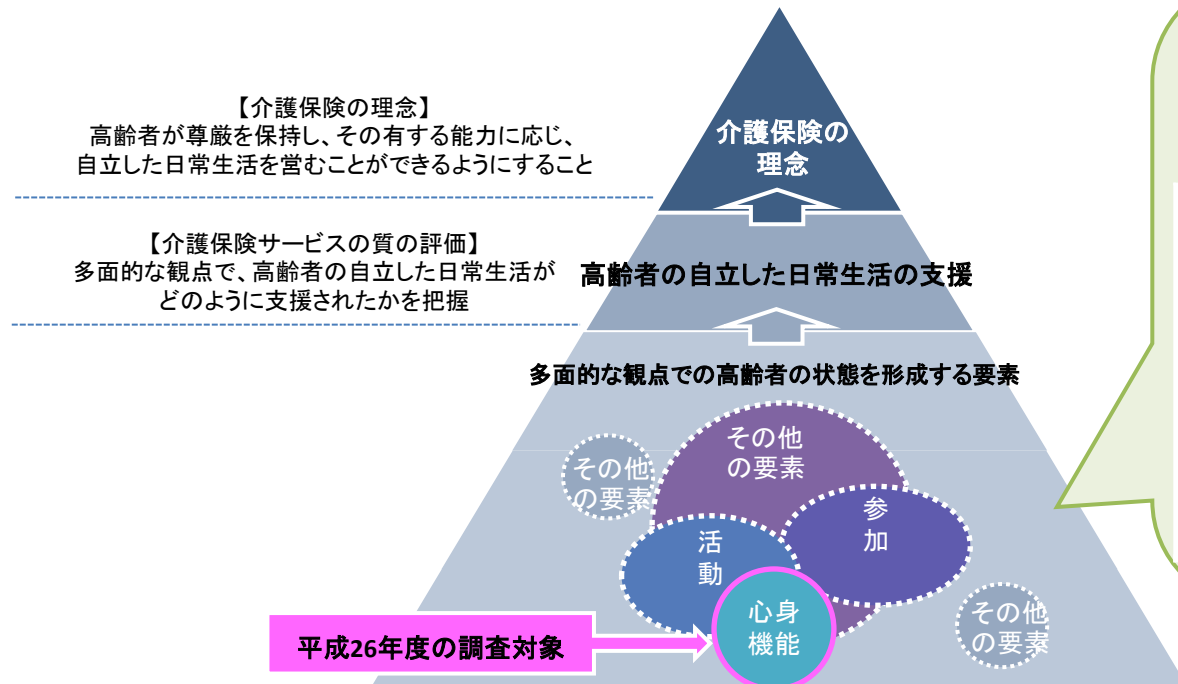 【介護保険の理念】
高齢者が尊厳を保持し、その有する能力に応じ、
自立した日常生活を営むことができるようにすること
介護保険の
理念
【介護保険サービスの質の評価】
多面的な観点で、高齢者の自立した日常生活が
どのように支援されたかを把握
高齢者の自立した日常生活の支援
多面的な観点での高齢者の状態を形成する要素
その他
の要素
その他
の要素
参
加
活
動
心身
機能
その他
の要素
平成26年度の調査対象